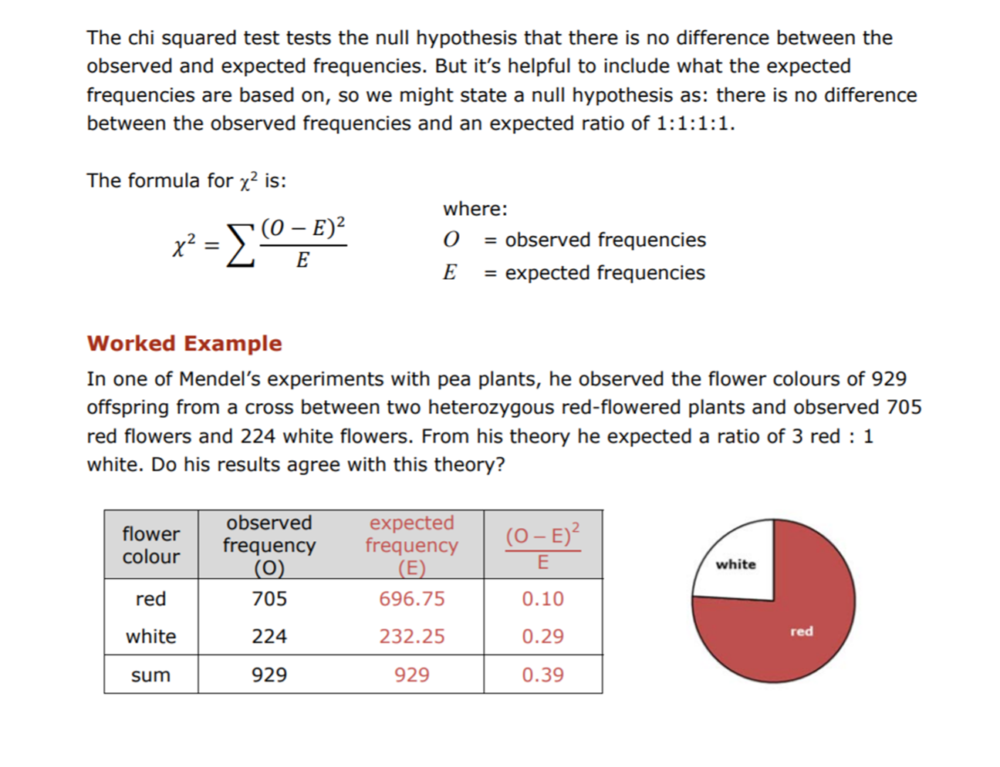 The chi squared test tests the null hypothesis that there is no difference between the
observed and expected frequencies. But it's helpful to include what the expected
frequencies are based on, so we might state a null hypothesis as: there is no difference
between the observed frequencies and an expected ratio of 1:1:1:1.
The formula for χ² is:
χ² = ∑ (O − E)² / E
where:
O = observed frequencies
E = expected frequencies
Worked Example
In one of Mendel's experiments with pea plants, he observed the flower colours of 929
offspring from a cross between two heterozygous red-flowered plants and observed 705
red flowers and 224 white flowers. From his theory he expected a ratio of 3 red : 1
white. Do his results agree with this theory?
flower colour | observed frequency (O) | expected frequency (E) | (O – E)² / E
red 705 696.75 0.10
white 224 232.25 0.29
sum 929 929 0.39
white
red